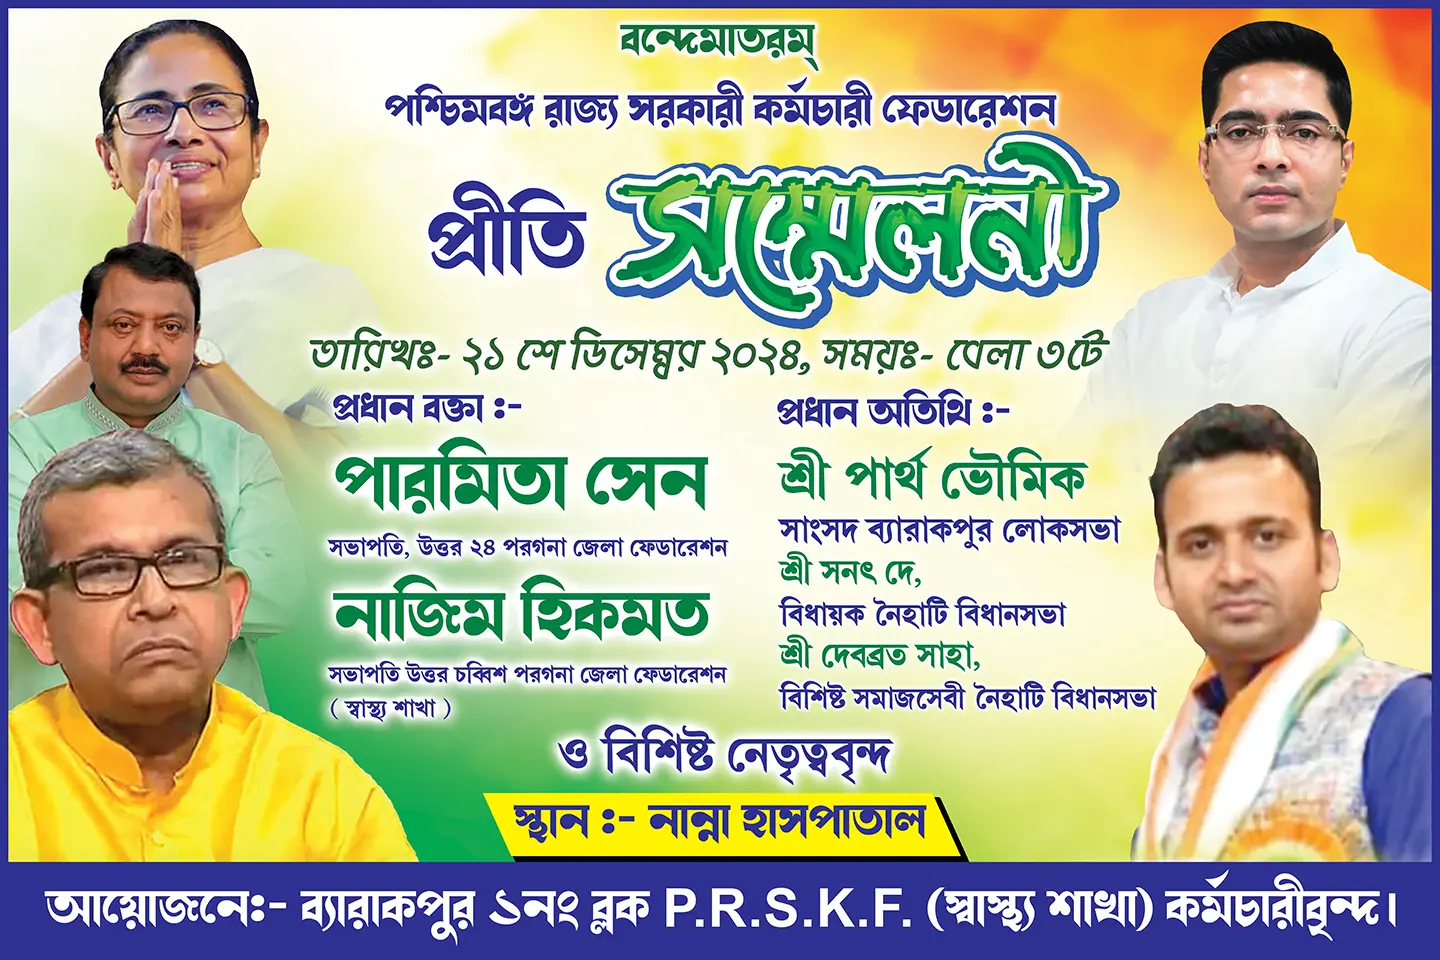 বন্দেমাতরম্
পশ্চিমবঙ্গ রাজ্য সরকারী কর্মচারী ফেডারেশন
প্রীতি সম্মেলনী
তারিখঃ- ২১ শে ডিসেম্বর ২০২৪, সময়ঃ- বেলা ৩টে
প্রধান বক্তা :-
পারমিতা সেন
সভাপতি, উত্তর ২৪ পরগনা জেলা ফেডারেশন
নাজিম হিকমত
সভাপতি উত্তর চব্বিশ পরগনা জেলা ফেডারেশন
( স্বাস্থ্য শাখা )
প্রধান অতিথি :-
শ্রী পার্থ ভৌমিক
সাংসদ ব্যারাকপুর লোকসভা
শ্রী সনৎ দে,
বিধায়ক নৈহাটি বিধানসভা
শ্রী দেবব্রত সাহা,
বিশিষ্ট সমাজসেবী নৈহাটি বিধানসভা
ও বিশিষ্ট নেতৃত্ববৃন্দ
স্থান :- নান্না হাসপাতাল
আয়োজনে:- ব্যারাকপুর ১নং ব্লক P.R.S.K.F. (স্বাস্থ্য শাখা) কর্মচারীবৃন্দ।